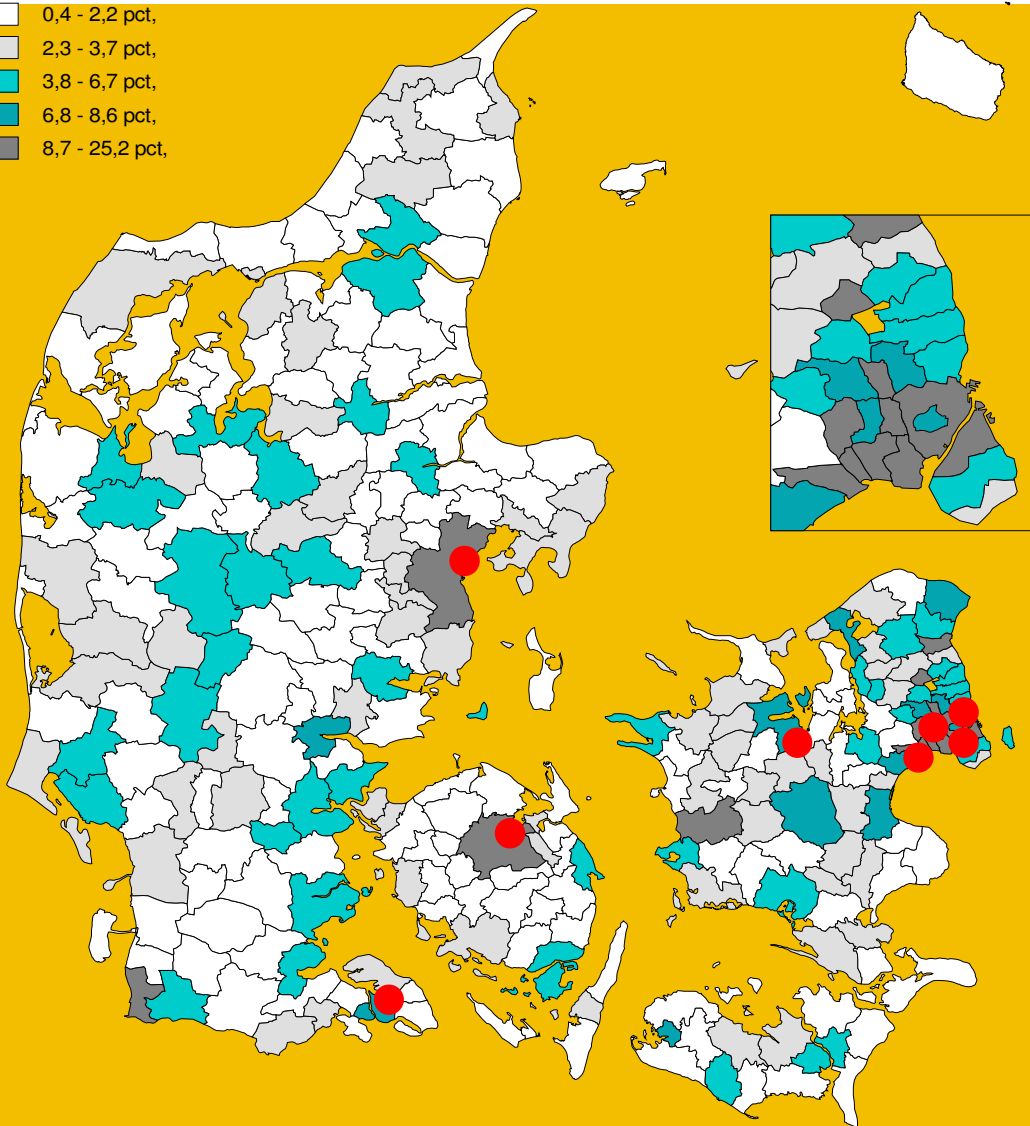 0,4 - 2,2 pct,
2,3 - 3,7 pct,
3,8 - 6,7 pct,
6,8 - 8,6 pct,
8,7 - 25,2 pct,